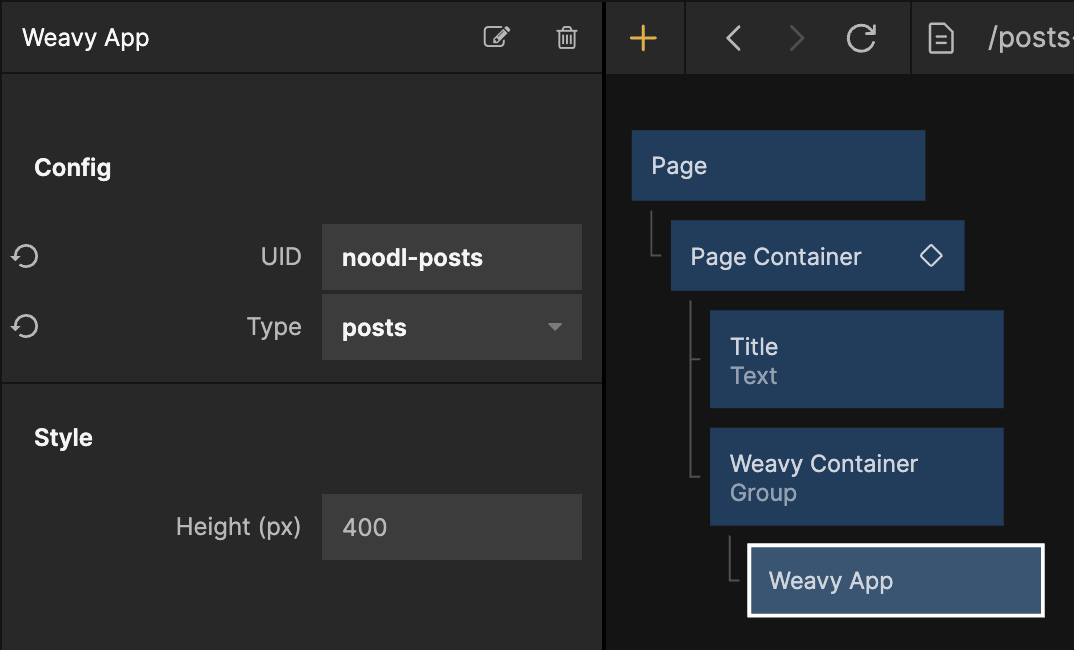 Weavy App
Config
UID
noodl-posts
Type
posts
Style
Height (px)
400
/posts-
Page
Page Container
Title
Text
Weavy Container
Group
Weavy App